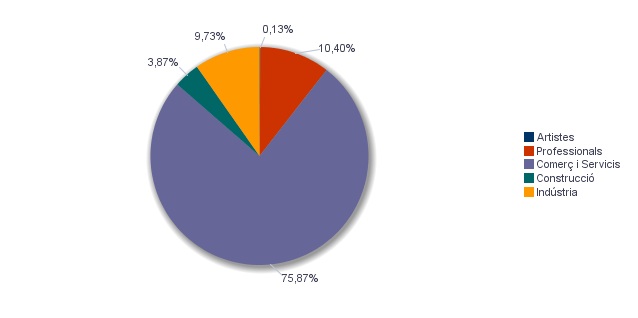 0,13%
9,73%
10,40%
3,87%
75,87%
Artistes
Professionals
Comerç i Servicis
Construcció
Indústria